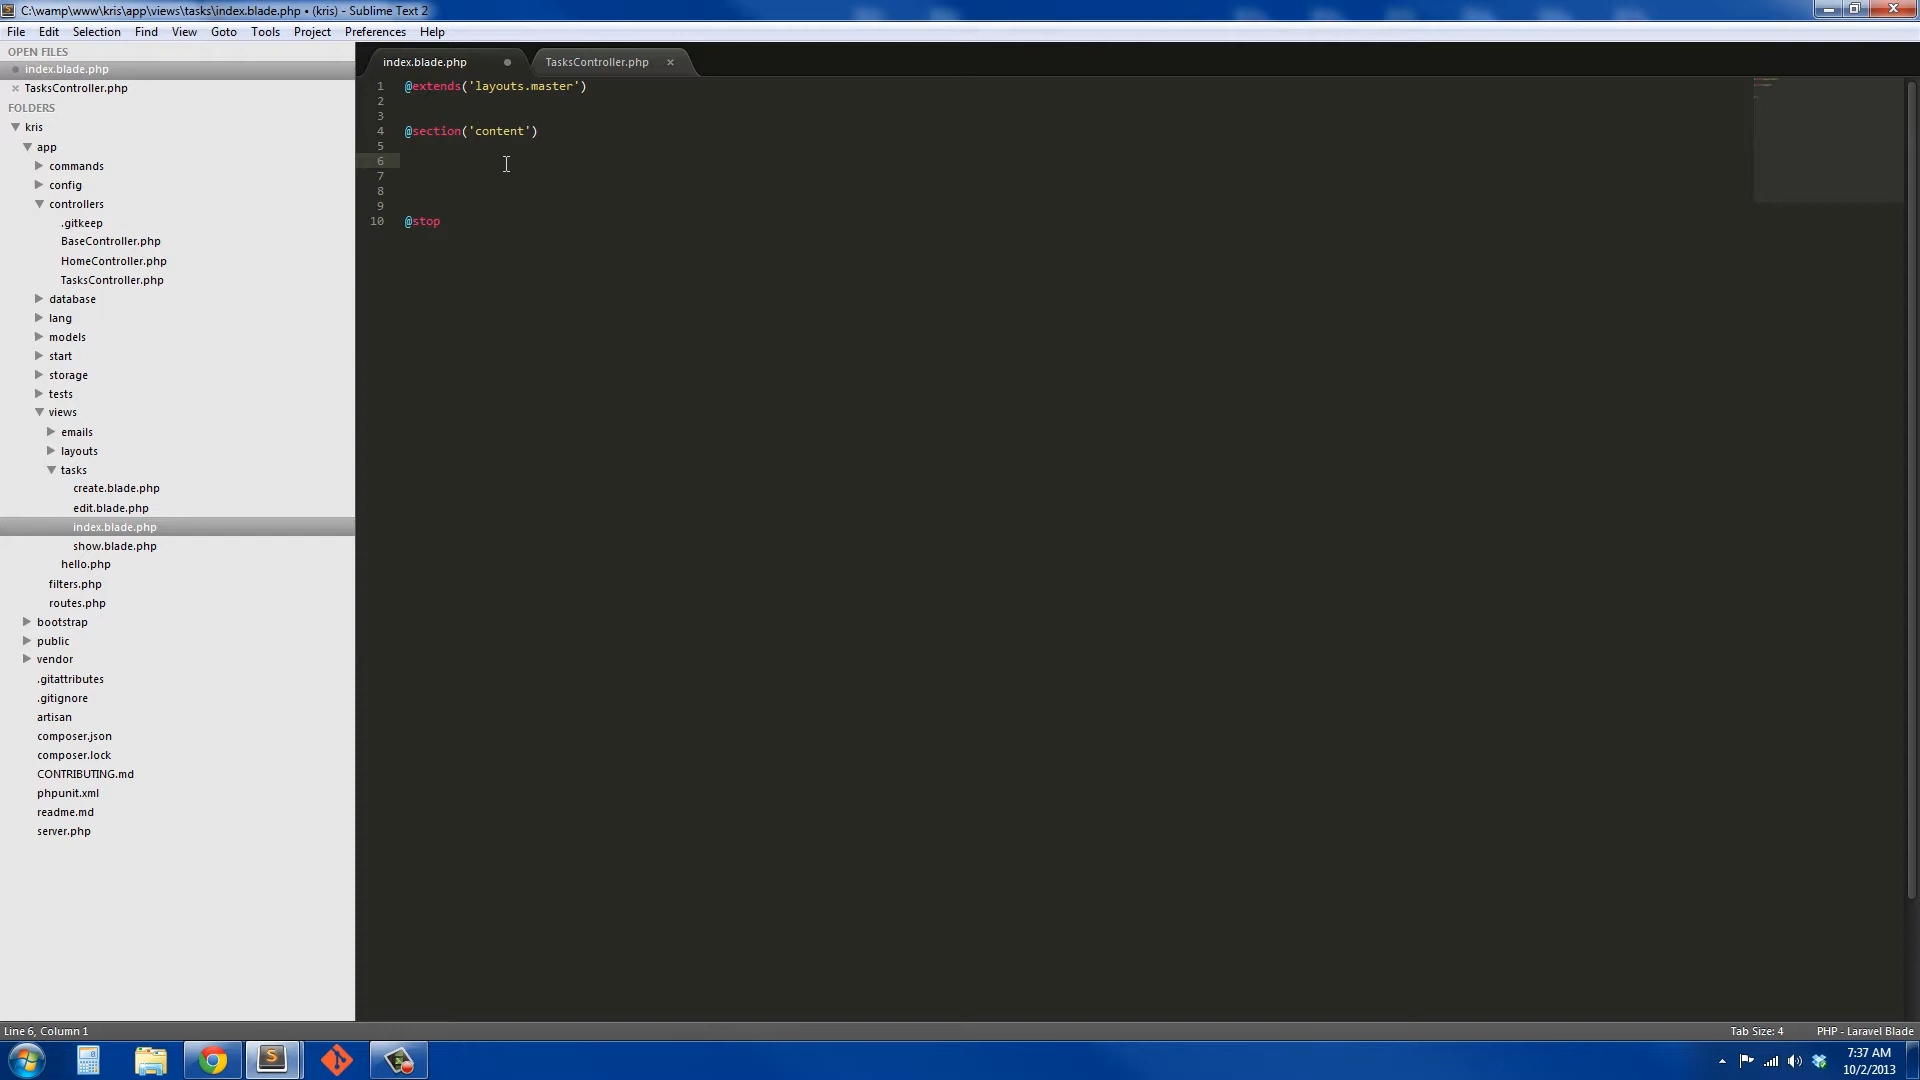 C:\wamp\www\kris\app\views\tasks\index.blade.php • (kris) - Sublime Text 2
File Edit Selection Find View Goto Tools Project Preferences Help
OPEN FILES
index.blade.php
TasksController.php
FOLDERS
kris
app
commands
config
controllers
.gitkeep
BaseController.php
HomeController.php
TasksController.php
database
lang
models
start
storage
tests
views
emails
layouts
tasks
create.blade.php
edit.blade.php
index.blade.php
show.blade.php
hello.php
filters.php
routes.php
bootstrap
public
vendor
.gitattributes
.gitignore
artisan
composer.json
composer.lock
CONTRIBUTING.md
phpunit.xml
readme.md
server.php
index.blade.php TasksController.php
1 @extends('layouts.master')
2
3
4 @section('content')
5
6
7
8
9
10 @stop
Line 6, Column 1 Tab Size: 4 PHP - Laravel Blade
7:37 AM
10/2/2013